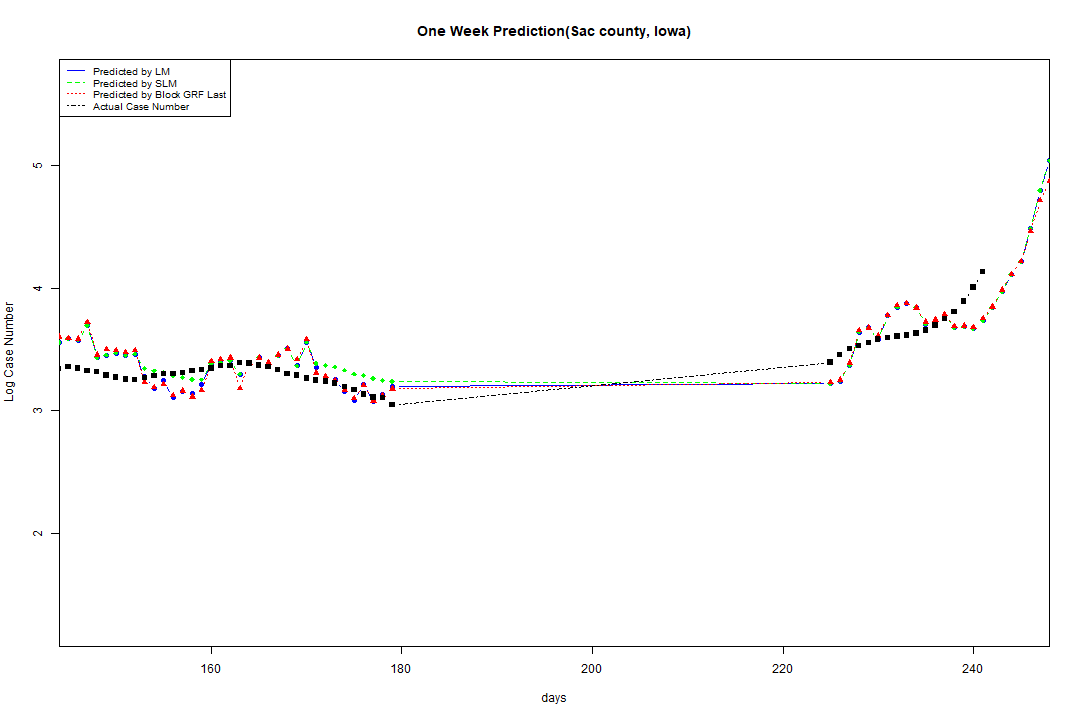 One Week Prediction(Sac county, Iowa)
Predicted by LM
Predicted by SLM
Predicted by Block GRF Last
Actual Case Number
Log Case Number
5
4
3
2
160 180 200 220 240
days